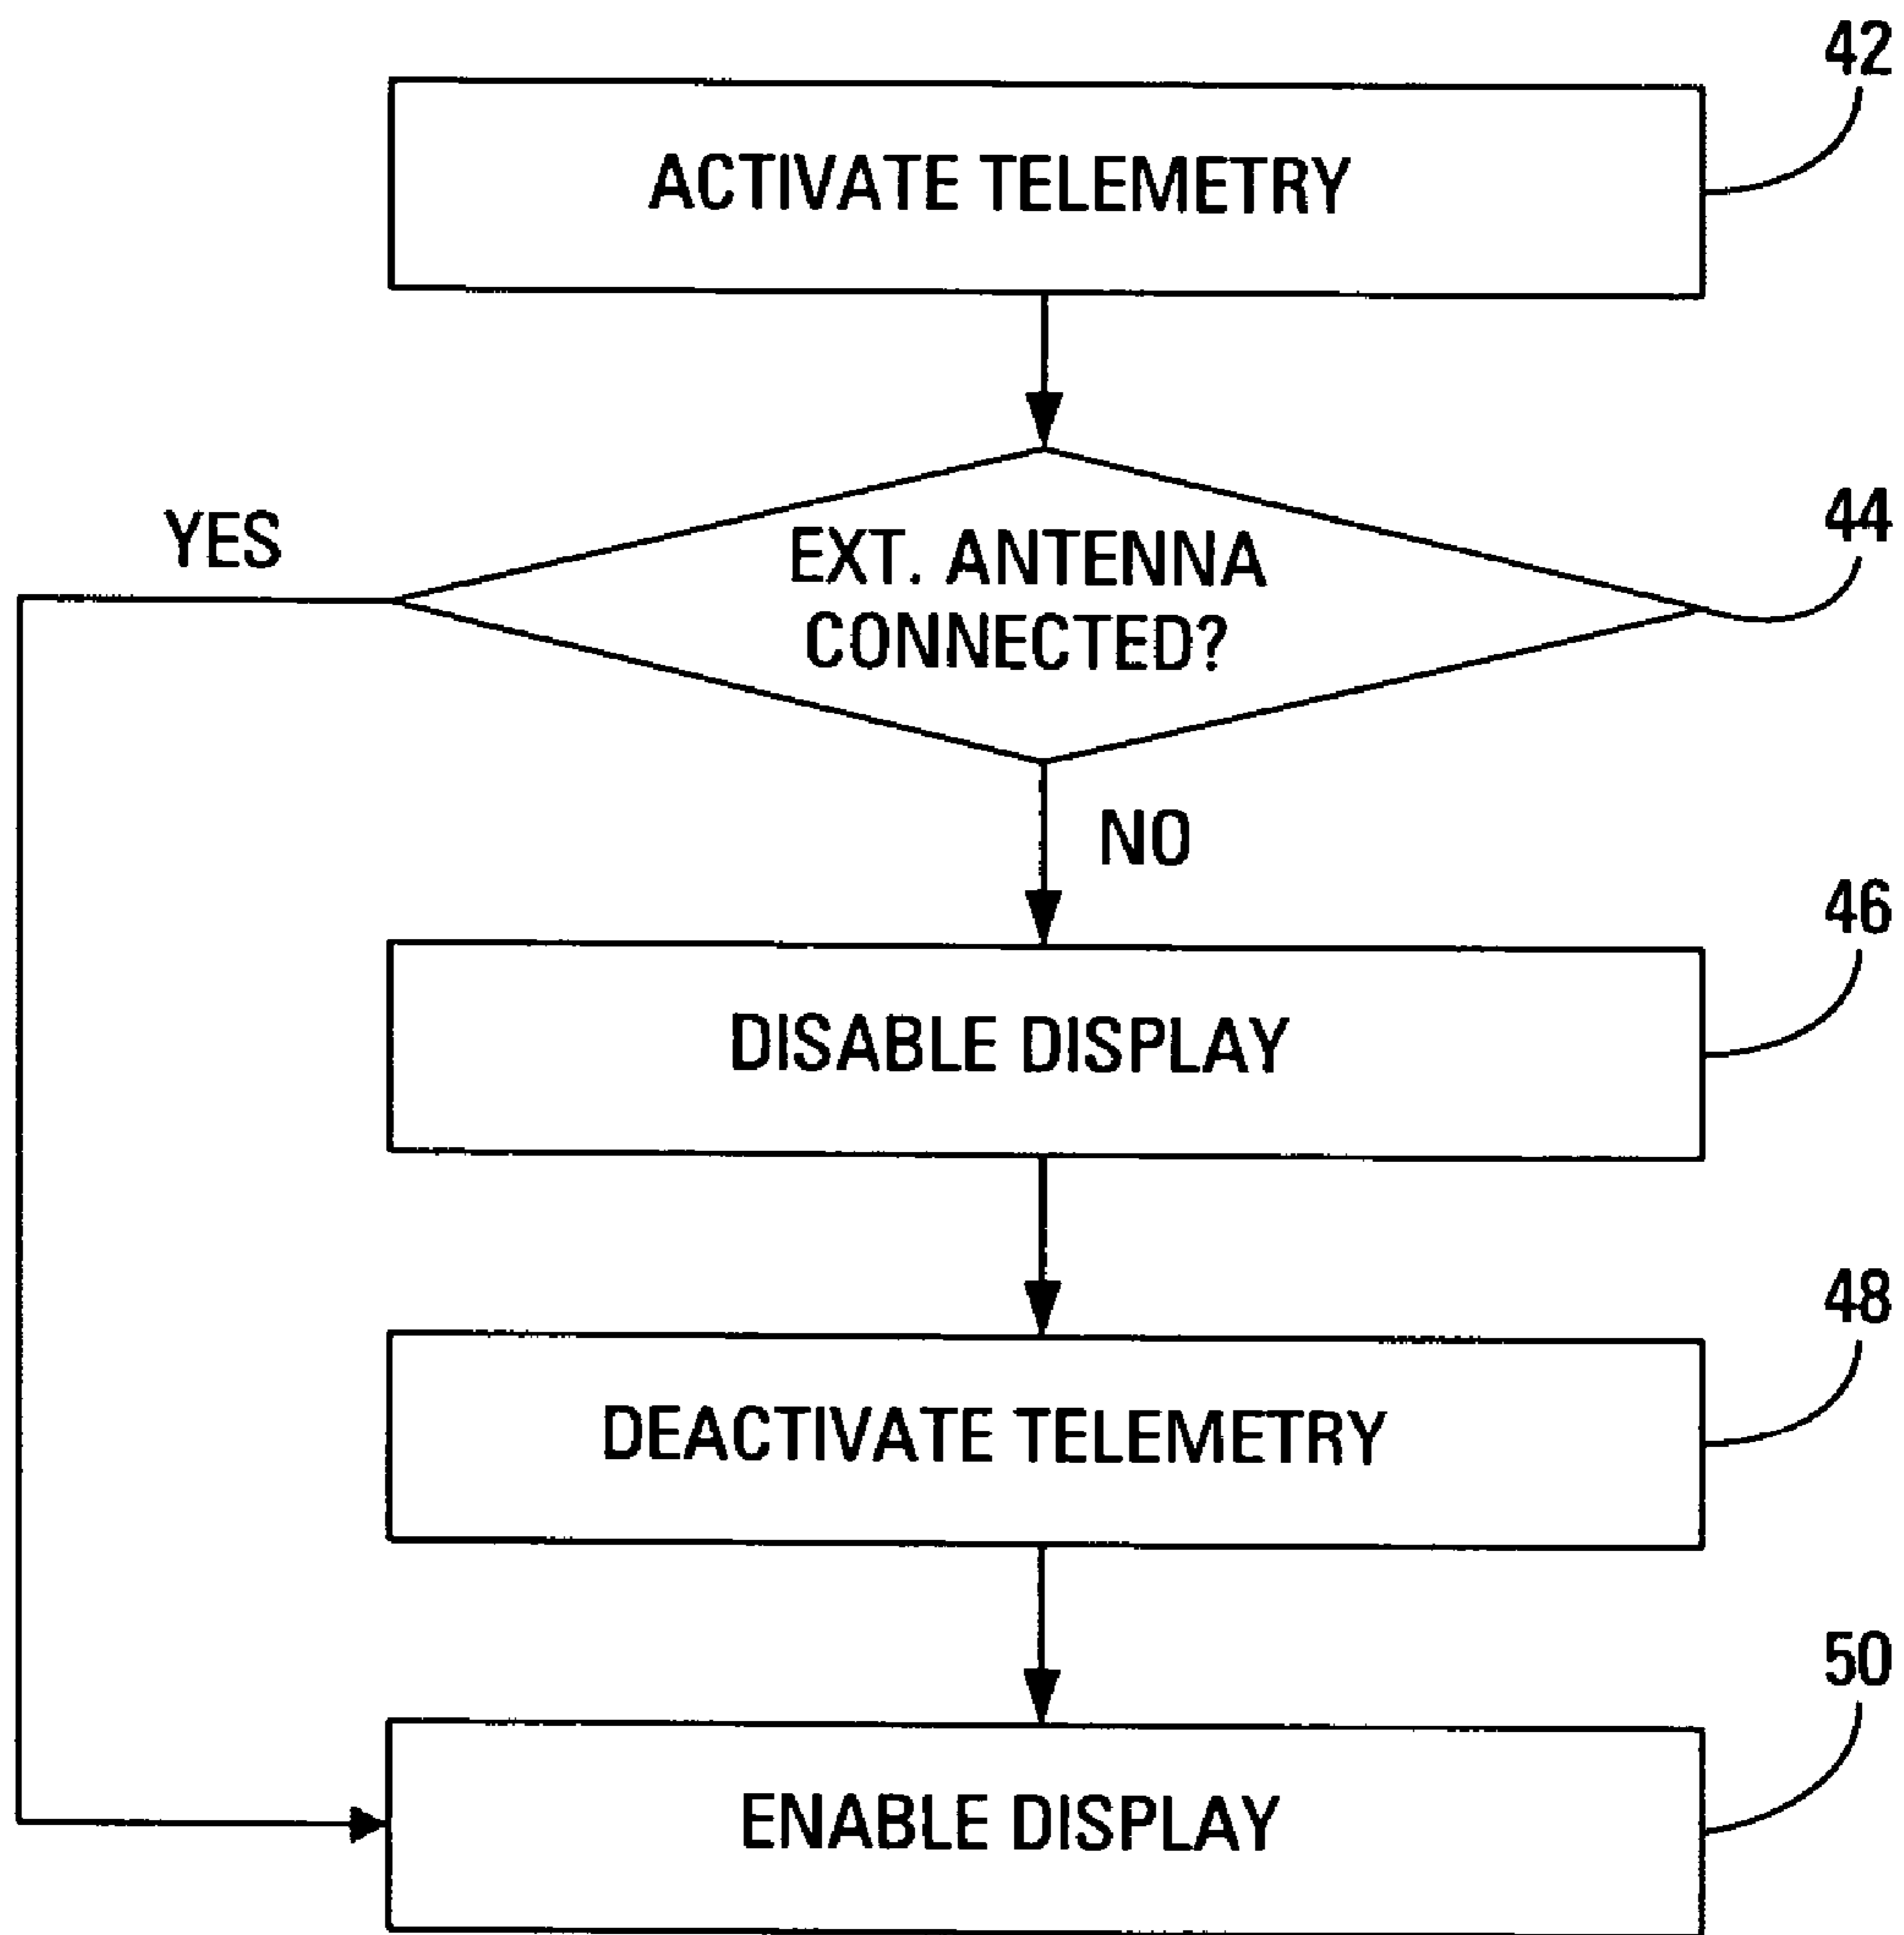 42
ACTIVATE TELEMETRY
YES
EXT. ANTENNA
CONNECTED?
44
NO
46
DISABLE DISPLAY
48
DEACTIVATE TELEMETRY
50
ENABLE DISPLAY